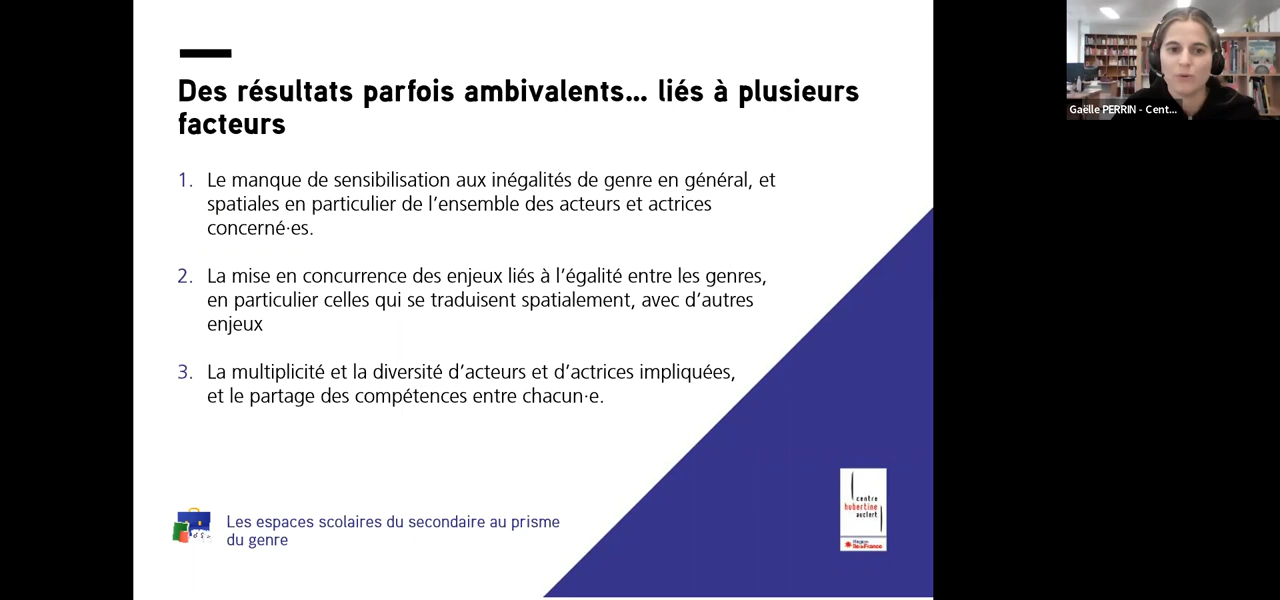 Des résultats parfois ambivalents... liés à plusieurs
facteurs
1. Le manque de sensibilisation aux inégalités de genre en général, et
spatiales en particulier de l'ensemble des acteurs et actrices
concerné·es.
2. La mise en concurrence des enjeux liés à l'égalité entre les genres,
en particulier celles qui se traduisent spatialement, avec d'autres
enjeux
3. La multiplicité et la diversité d'acteurs et d'actrices impliquées,
et le partage des compétences entre chacun·e.
Les espaces scolaires du secondaire au prisme
du genre
centre
hubertine
auclert
Région
île de France
Gaëlle PERRIN - Cent...